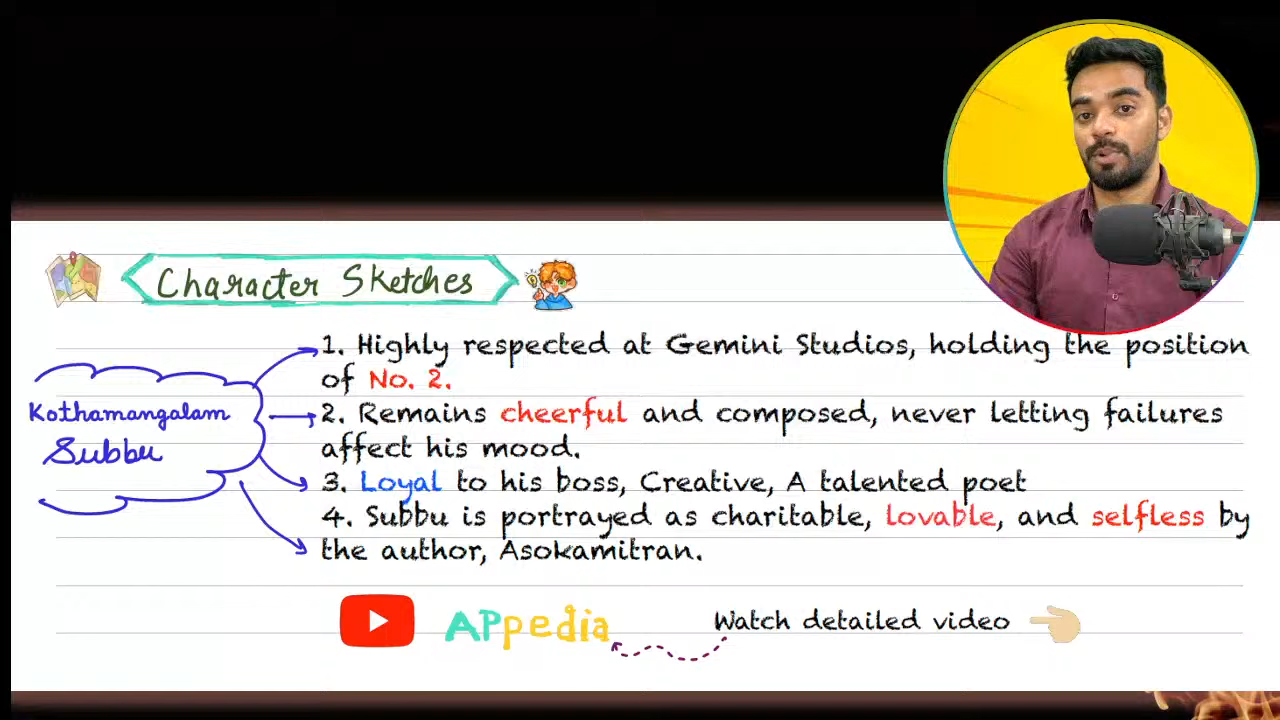 Character Sketches
Kothamangalam
Subbu
1. Highly respected at Gemini Studios, holding the position
of No. 2.
2. Remains cheerful and composed, never letting failures
affect his mood.
3. Loyal to his boss, Creative, A talented poet
4. Subbu is portrayed as charitable, lovable, and selfless by
the author, Asokamitran.
APpedia
Watch detailed video